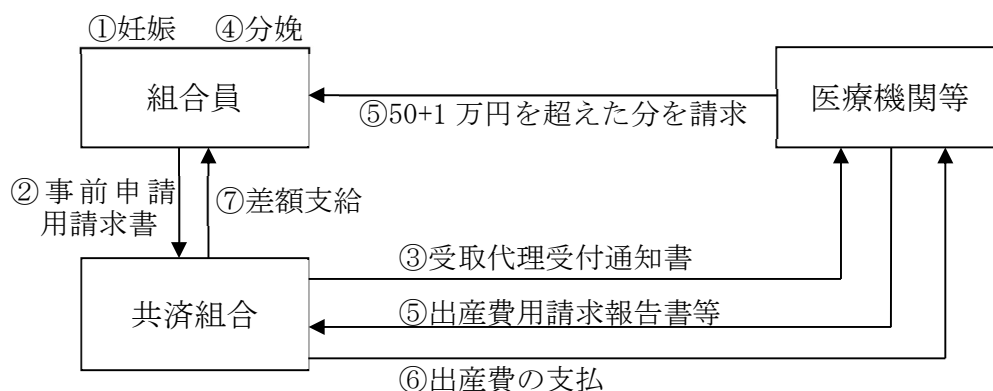 ①妊娠　④分娩
組合員
医療機関等
⑤50+1 万円を超えた分を請求
②事前申請
用請求書
⑦差額支給
③受取代理受付通知書
共済組合
⑤出産費用請求報告書等
⑥出産費の支払